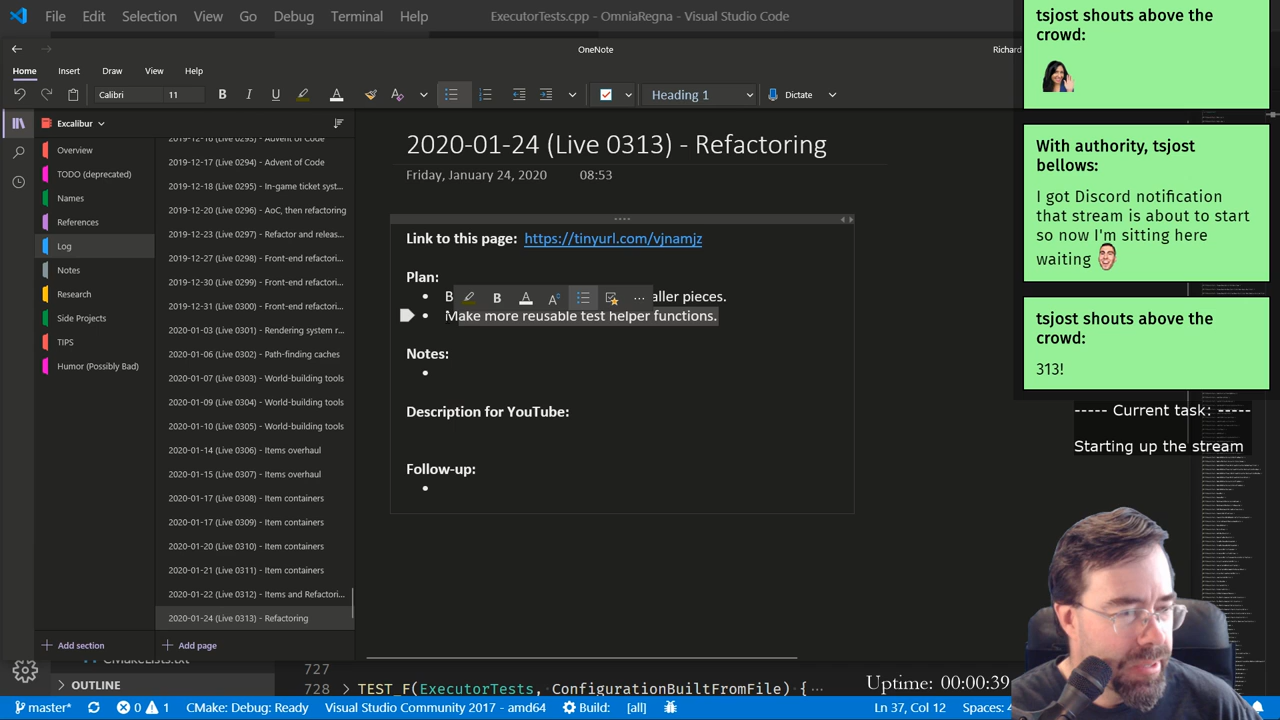 File Edit Selection View Go Debug Terminal Help
ExecutorTests.cpp - OmniaRegna - Visual Studio Code
OneNote
Richard
Home Insert Draw View Help
Calibri 11 B I U A Heading 1 Dictate
Excalibur
Overview
TODO (deprecated)
Names
References
Log
Notes
Research
Side Projects
TIPS
Humor (Possibly Bad)
Add section
2019-12-16 (Live 0293) - Advent of Code
2019-12-17 (Live 0294) - Advent of Code
2019-12-18 (Live 0295) - In-game ticket syst...
2019-12-20 (Live 0296) - AoC, then refactoring
2019-12-23 (Live 0297) - Refactor and releas...
2019-12-27 (Live 0298) - Front-end refactori...
2019-12-30 (Live 0299) - Front-end refactori...
2019-12-31 (Live 0300) - Front-end refactori...
2020-01-03 (Live 0301) - Rendering system r...
2020-01-06 (Live 0302) - Path-finding caches
2020-01-07 (Live 0303) - World-building tools
2020-01-09 (Live 0304) - World-building tools
2020-01-10 (Live 0305) - World-building tools
2020-01-14 (Live 0306) - Items overhaul
2020-01-15 (Live 0307) - Items overhaul
2020-01-17 (Live 0308) - Item containers
2020-01-17 (Live 0309) - Item containers
2020-01-20 (Live 0310) - Item containers
2020-01-21 (Live 0311) - Item containers
2020-01-22 (Live 0312) - Items and Refacto...
2020-01-24 (Live 0313) - Refactoring
Add page
2020-01-24 (Live 0313) - Refactoring
Friday, January 24, 2020 08:53
Link to this page: https://tinyurl.com/vjnamjz
Plan:
B aller pieces.
B A
Make more reusable test helper functions.
Notes:
Description for YouTube:
Follow-up:
tsjost shouts above the
crowd:
With authority, tsjost
bellows:
I got Discord notification
that stream is about to start
so now I'm sitting here
waiting
tsjost shouts above the
crowd:
313!
----- Current task: -----
Starting up the stream
CMakeLists.txt
OUTLINE
727
728 TEST_F(ExecutorTests, ConfigurationBuiltFromFile ...
Uptime: 00:00:39
master* 0 1 CMake: Debug: Ready Visual Studio Community 2017 - amd64 Build: [all] Ln 37, Col 12 Spaces: 4